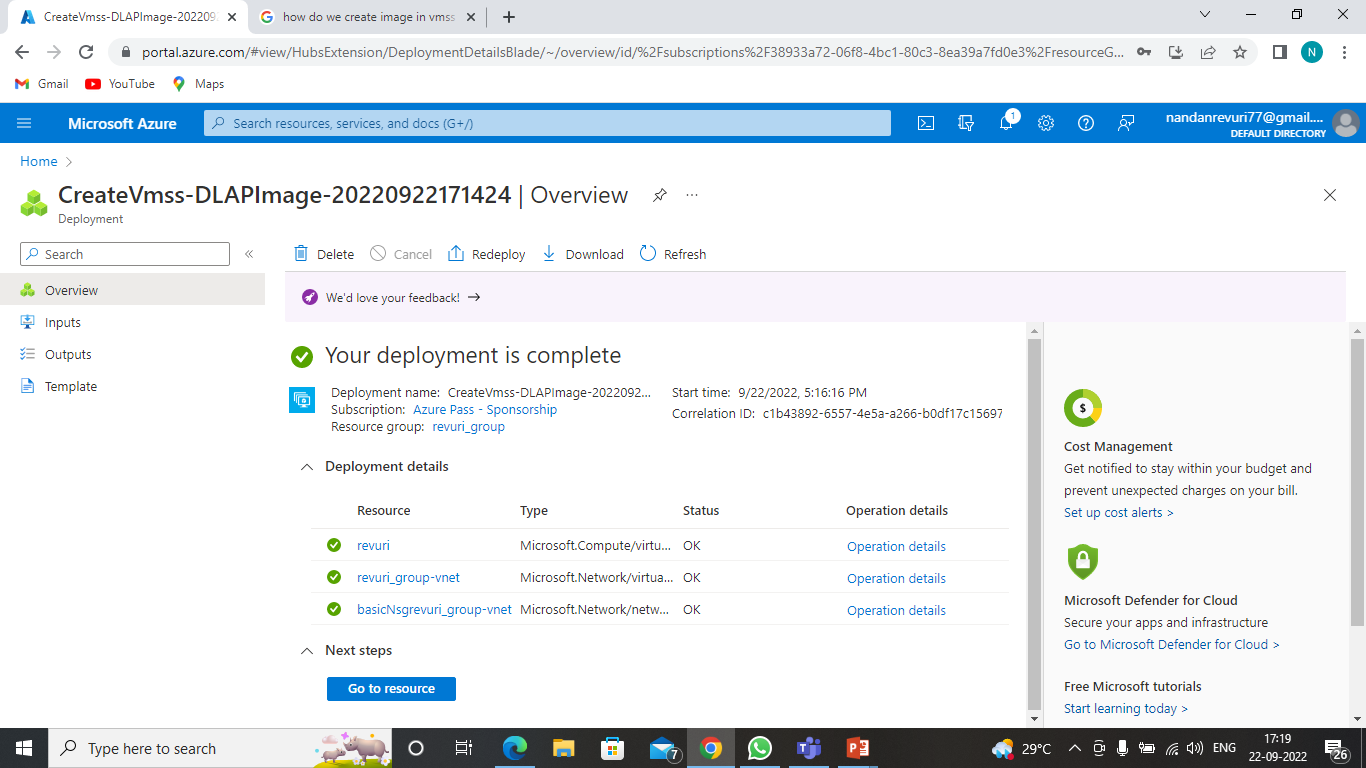 CreateVmss-DLAPImage-202209
how do we create image in vmss
portal.azure.com/#view/HubsExtension/DeploymentDetailsBlade/~/overview/id/%2Fsubscriptions%2F38933a72-06f8-4bc1-80c3-8ea39a7fd0e3%2FresourceG...
N
Gmail
YouTube
Maps
Microsoft Azure
Search resources, services, and docs (G+/)
1
nandanrevuri77@gmail....
DEFAULT DIRECTORY
Home
CreateVmss-DLAPImage-20220922171424 | Overview
Deployment
Search
Delete
Cancel
Redeploy
Download
Refresh
Overview
Inputs
Outputs
Template
We'd love your feedback!
Your deployment is complete
Deployment name: CreateVmss-DLAPImage-2022092...
Subscription: Azure Pass - Sponsorship
Resource group: revuri_group
Start time: 9/22/2022, 5:16:16 PM
Correlation ID: c1b43892-6557-4e5a-a266-b0df17c15697
Deployment details
Resource Type Status Operation details
revuri Microsoft.Compute/virtu... OK Operation details
revuri_group-vnet Microsoft.Network/virtua... OK Operation details
basicNsgrevuri_group-vnet Microsoft.Network/netw... OK Operation details
Next steps
Go to resource
$
Cost Management
Get notified to stay within your budget and
prevent unexpected charges on your bill.
Set up cost alerts >
Microsoft Defender for Cloud
Secure your apps and infrastructure
Go to Microsoft Defender for Cloud >
Free Microsoft tutorials
Start learning today >
Type here to search
7
29°C
ENG
17:19
22-09-2022
26